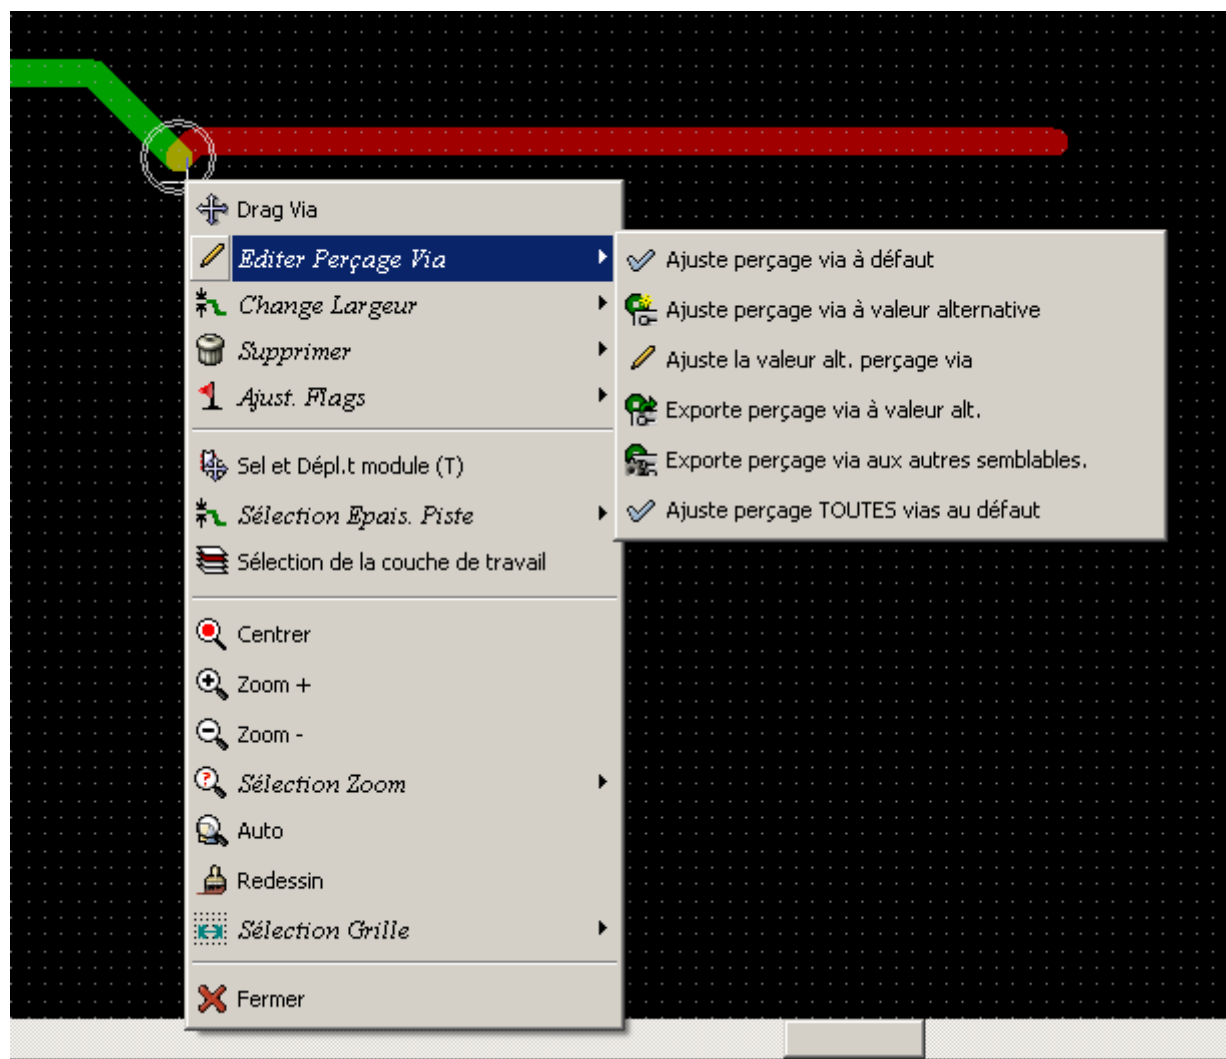 Drag Via
Editer Perçage Via
Change Largeur
Supprimer
Ajust. Flags
Sel et Dépl.t module (T)
Sélection Epais. Piste
Sélection de la couche de travail
Centrer
Zoom +
Zoom -
Sélection Zoom
Auto
Redessin
Sélection Grille
Fermer
Ajuste perçage via à défaut
Ajuste perçage via à valeur alternative
Ajuste la valeur alt. perçage via
Exporte perçage via à valeur alt.
Exporte perçage via aux autres semblables.
Ajuste perçage TOUTES vias au défaut